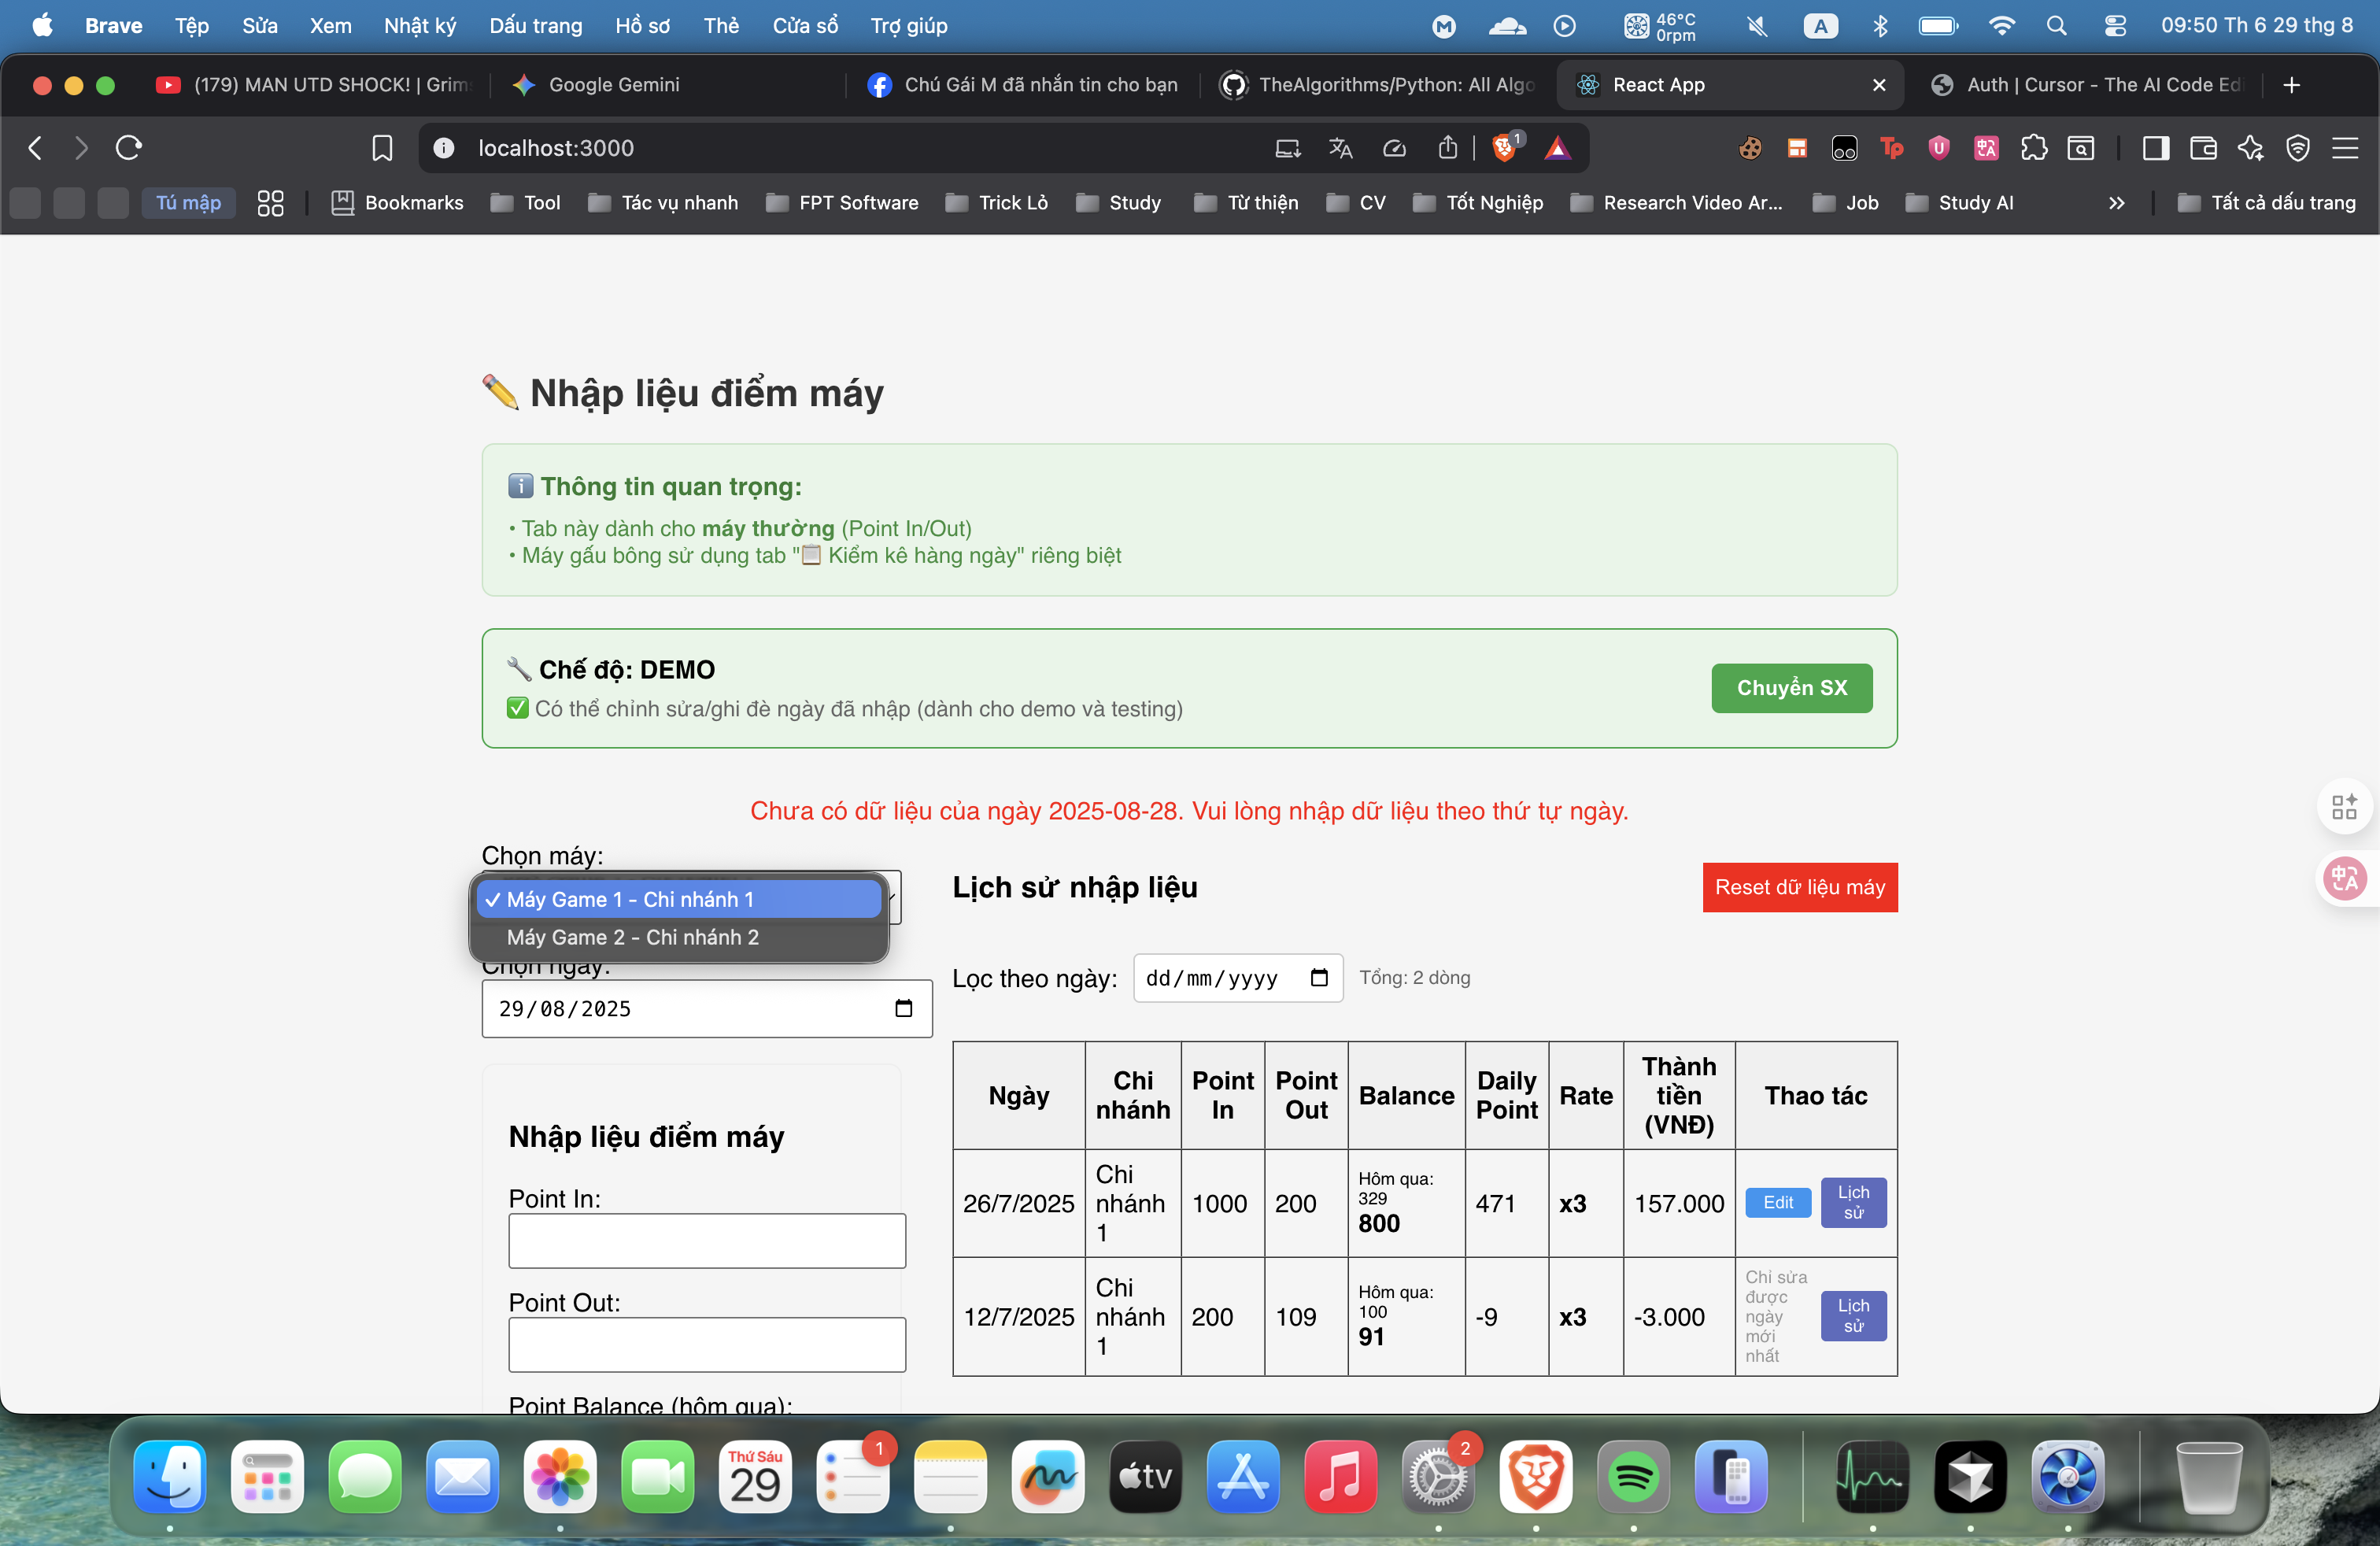 Brave Tệp Sửa Xem Nhật ký Dấu trang Hồ sơ Thẻ Cửa sổ Trợ giúp 46°C 0rpm A 09:50 Th 6 29 thg 8
(179) MAN UTD SHOCK! | Grim Google Gemini Chú Gái M đã nhắn tin cho bạn TheAlgorithms/Python: All Algo React App Auth | Cursor - The AI Code Edi
localhost:3000 1
Tú mập Bookmarks Tool Tác vụ nhanh FPT Software Trick Lỏ Study Từ thiện CV Tốt Nghiệp Research Video Ar... Job Study AI Tất cả dấu trang
Nhập liệu điểm máy
Thông tin quan trọng:
• Tab này dành cho máy thường (Point In/Out)
• Máy gấu bông sử dụng tab "📋 Kiểm kê hàng ngày" riêng biệt
Chế độ: DEMO
Có thể chỉnh sửa/ghi đè ngày đã nhập (dành cho demo và testing)
Chuyển SX
Chưa có dữ liệu của ngày 2025-08-28. Vui lòng nhập dữ liệu theo thứ tự ngày.
Chọn máy:
✓ Máy Game 1 - Chi nhánh 1
Máy Game 2 - Chi nhánh 2
Chọn ngày:
29/08/2025
Nhập liệu điểm máy
Point In:
Point Out:
Point Balance (hôm qua):
Lịch sử nhập liệu
Reset dữ liệu máy
Lọc theo ngày: dd/mm/yyyy Tổng: 2 dòng
Ngày Chi nhánh Point In Point Out Balance Daily Point Rate Thành tiền (VNĐ) Thao tác
26/7/2025 Chi nhánh 1 1000 200 Hôm qua: 329 800 471 x3 157.000 Edit Lịch sử
12/7/2025 Chi nhánh 1 200 109 Hôm qua: 100 91 -9 x3 -3.000 Chỉ sửa được ngày mới nhất Lịch sử
Thứ Sáu
29
1
tv
2